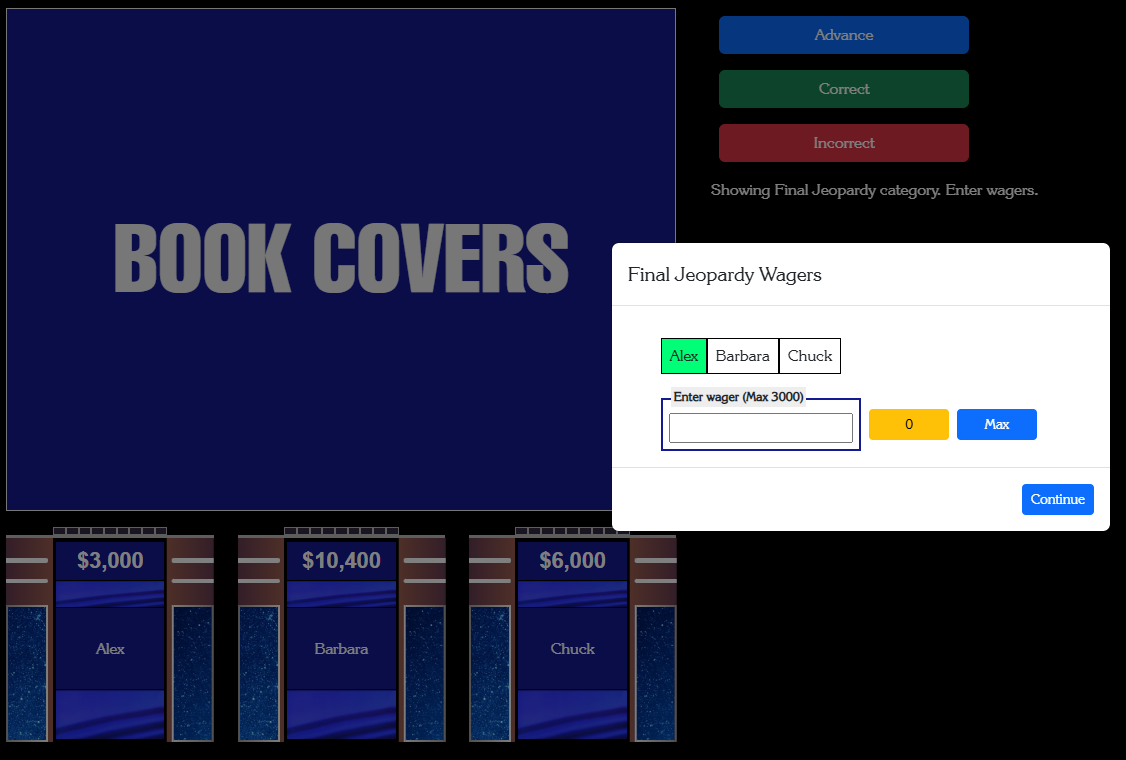 BOOK COVERS
Advance
Correct
Incorrect
Showing Final Jeopardy category. Enter wagers.
Final Jeopardy Wagers
Alex Barbara Chuck
Enter wager (Max 3000)
0 Max
Continue
$3,000 $10,400 $6,000
Alex Barbara Chuck